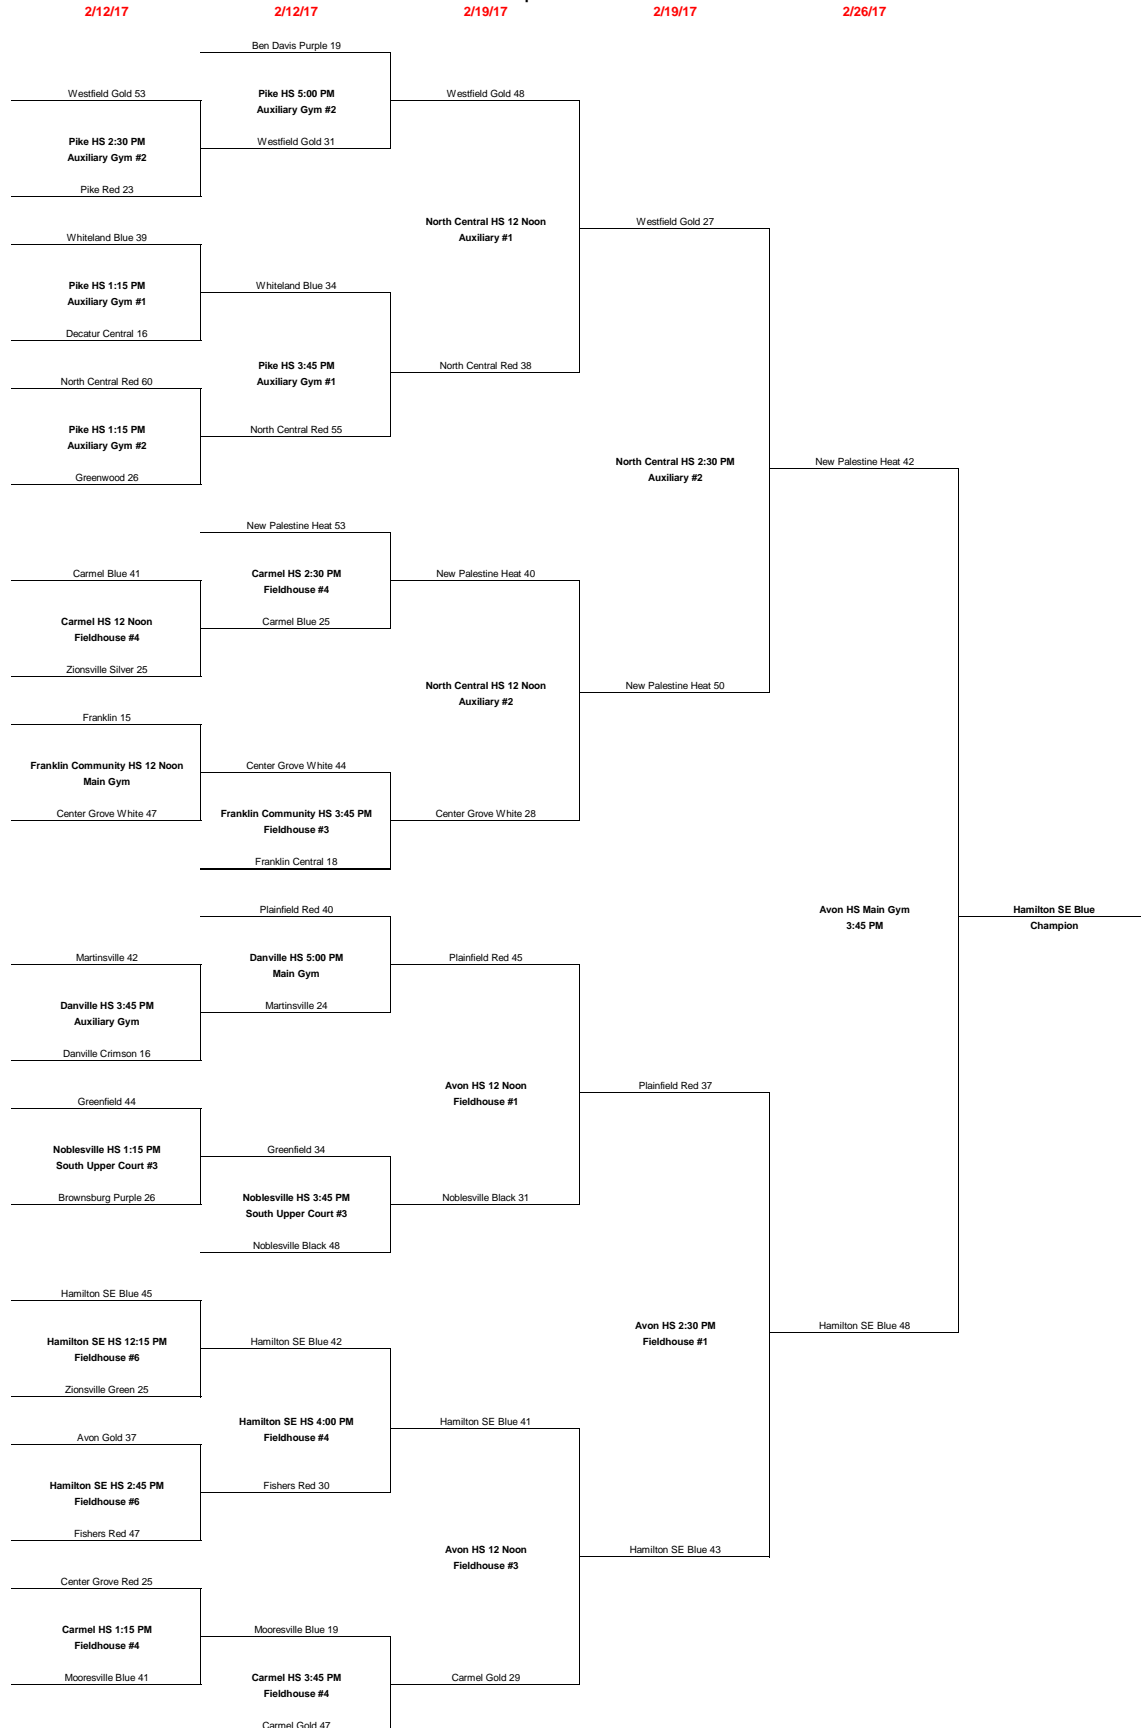 2/12/17 2/12/17 2/19/17 2/19/17 2/26/17
Ben Davis Purple 19
Westfield Gold 53 Pike HS 5:00 PM Westfield Gold 48
Auxiliary Gym #2
Pike HS 2:30 PM Westfield Gold 31
Auxiliary Gym #2
Pike Red 23
North Central HS 12 Noon Westfield Gold 27
Whiteland Blue 39 Auxiliary #1
Pike HS 1:15 PM Whiteland Blue 34
Auxiliary Gym #1
Decatur Central 16
Pike HS 3:45 PM North Central Red 38
North Central Red 60 Auxiliary Gym #1
Pike HS 1:15 PM North Central Red 55
Auxiliary Gym #2
North Central HS 2:30 PM New Palestine Heat 42
Greenwood 26 Auxiliary #2
New Palestine Heat 53
Carmel Blue 41 Carmel HS 2:30 PM New Palestine Heat 40
Fieldhouse #4
Carmel HS 12 Noon Carmel Blue 25
Fieldhouse #4
Zionsville Silver 25
North Central HS 12 Noon New Palestine Heat 50
Auxiliary #2
Franklin 15
Franklin Community HS 12 Noon Center Grove White 44
Main Gym
Center Grove White 47 Franklin Community HS 3:45 PM Center Grove White 28
Fieldhouse #3
Franklin Central 18
Plainfield Red 40 Avon HS Main Gym Hamilton SE Blue
3:45 PM Champion
Martinsville 42 Danville HS 5:00 PM Plainfield Red 45
Main Gym
Danville HS 3:45 PM Martinsville 24
Auxiliary Gym
Danville Crimson 16
Avon HS 12 Noon Plainfield Red 37
Greenfield 44 Fieldhouse #1
Noblesville HS 1:15 PM Greenfield 34
South Upper Court #3
Brownsburg Purple 26 Noblesville HS 3:45 PM Noblesville Black 31
South Upper Court #3
Noblesville Black 48
Hamilton SE Blue 45
Avon HS 2:30 PM Hamilton SE Blue 48
Hamilton SE HS 12:15 PM Hamilton SE Blue 42 Fieldhouse #1
Fieldhouse #6
Zionsville Green 25
Hamilton SE HS 4:00 PM Hamilton SE Blue 41
Avon Gold 37 Fieldhouse #4
Hamilton SE HS 2:45 PM Fishers Red 30
Fieldhouse #6
Fishers Red 47
Avon HS 12 Noon Hamilton SE Blue 43
Fieldhouse #3
Center Grove Red 25
Carmel HS 1:15 PM Mooresville Blue 19
Fieldhouse #4
Mooresville Blue 41 Carmel HS 3:45 PM Carmel Gold 29
Fieldhouse #4
Carmel Gold 47